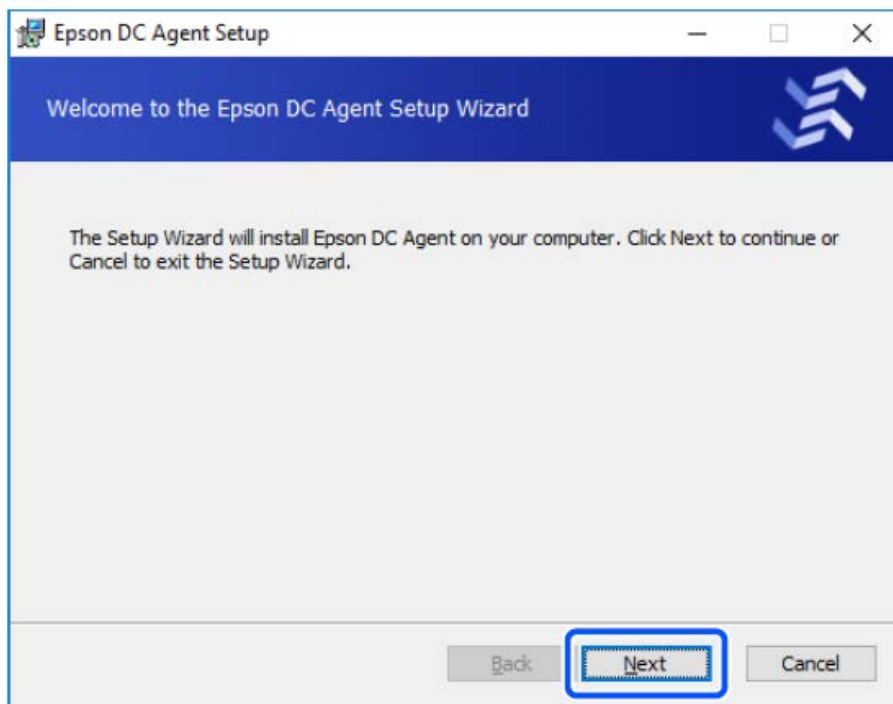 Epson DC Agent Setup
Welcome to the Epson DC Agent Setup Wizard
The Setup Wizard will install Epson DC Agent on your computer. Click Next to continue or
Cancel to exit the Setup Wizard.
Back Next Cancel